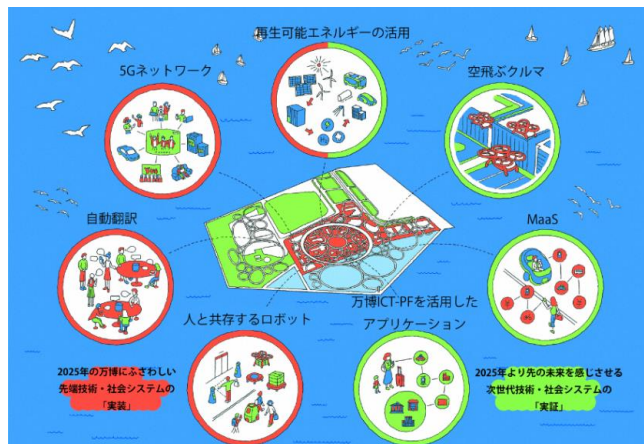 再生可能エネルギーの活用
5Gネットワーク
空飛ぶクルマ
自動翻訳
MaaS
人と共存するロボット
万博ICT-PFを活用した
アプリケーション
2025年の万博にふさわしい
先端技術・社会システムの
「実装」
2025年より先の未来を感じさせる
次世代技術・社会システムの
「実証」